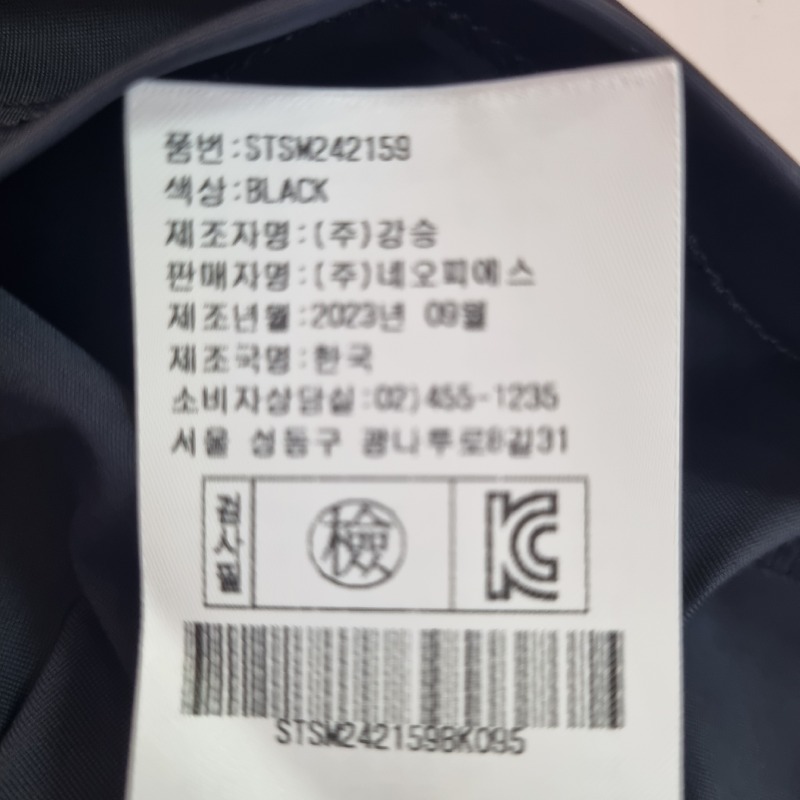 품번:STSM242159
색상:BLACK
제조자명:(주)강승
판매자명:(주)네오피에스
제조년월:2023년 09월
제조국명:한국
소비자상담실:02)455-1235
서울 성동구 광나루로8길31
검사필
檢
KC
STSM242159BK095